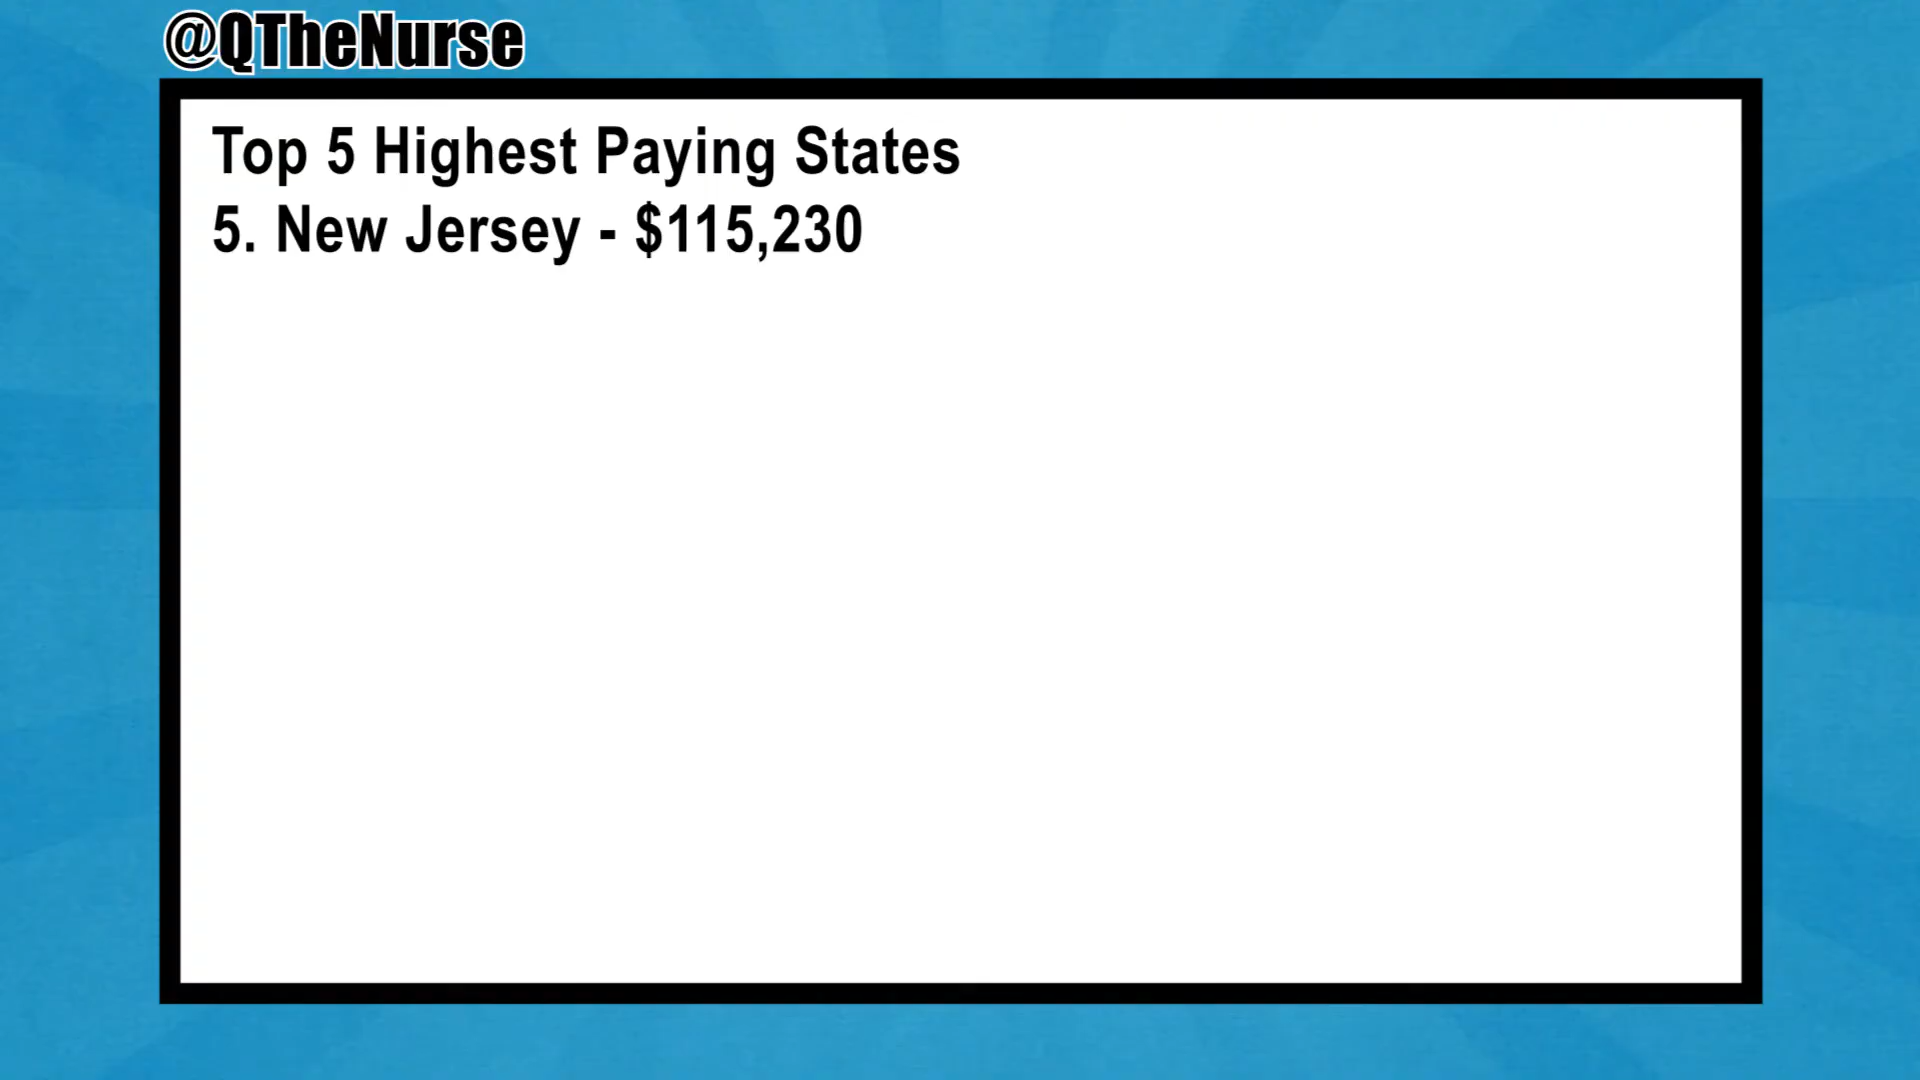 @QTheNurse
Top 5 Highest Paying States
5. New Jersey - $115,230